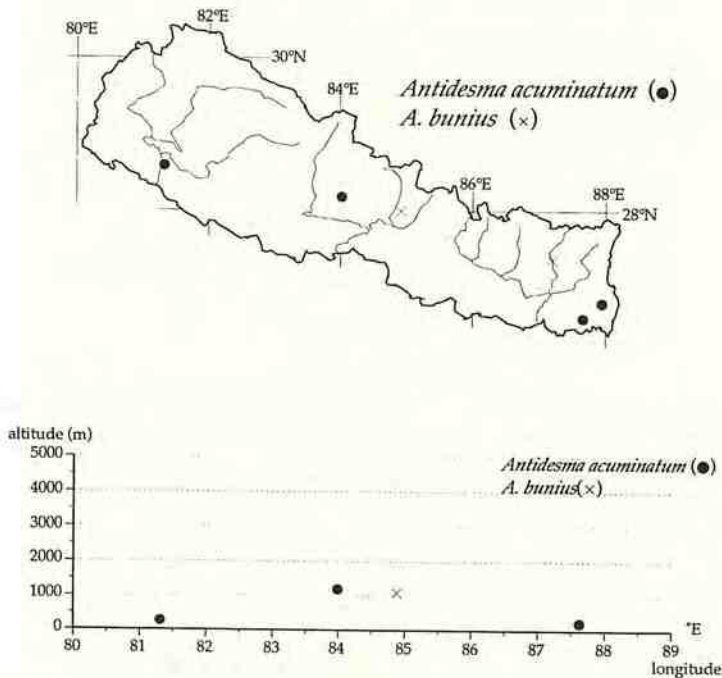 80°E
82°E
30°N
84°E
Antidesma acuminatum (●)
A. bunius (×)
86°E
88°E
28°N
altitude (m)
5000
4000
3000
2000
1000
0
Antidesma acuminatum (●)
A. bunius(×)
80 81 82 83 84 85 86 87 88 89
°E
longitude